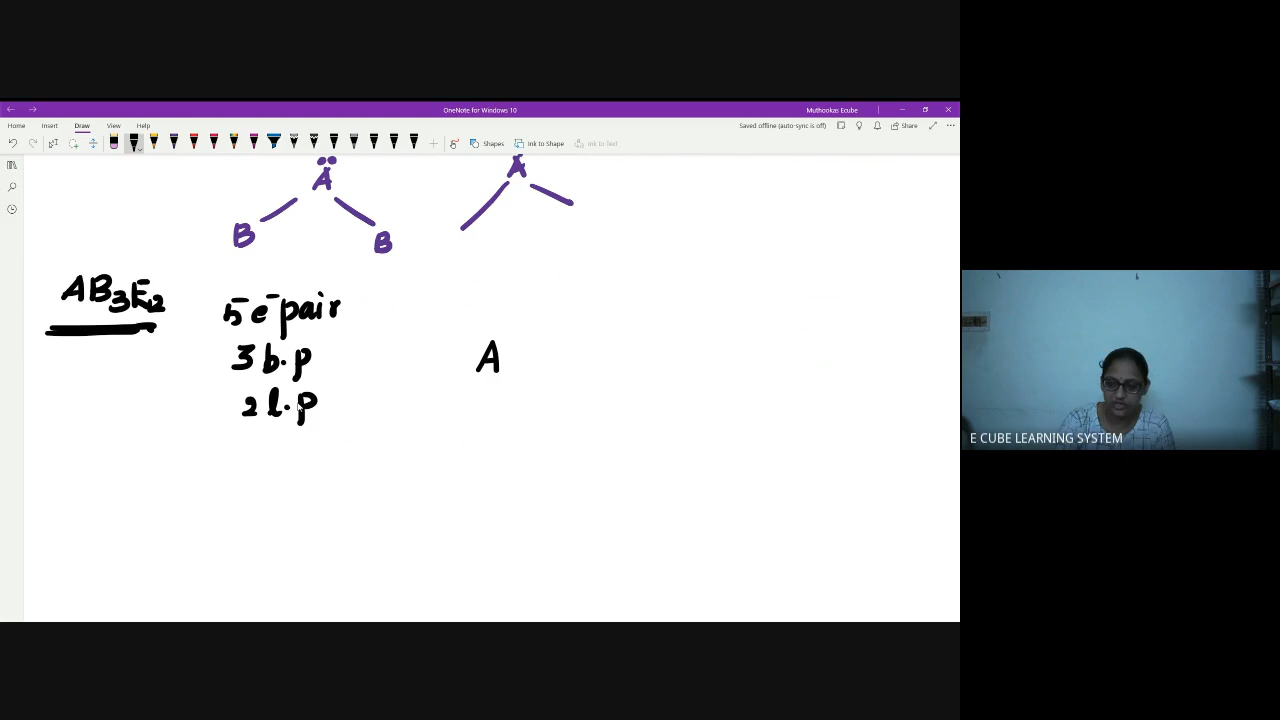 OneNote for Windows 10
Muthookas Ecube
Home Insert Draw View Help
Saved offline (auto-sync is off)
Share
Shapes
Ink to Shape
Ink to Text
A A
B B
AB3E2
5 e- pair
3 b.p
A
2 l.p
E CUBE LEARNING SYSTEM